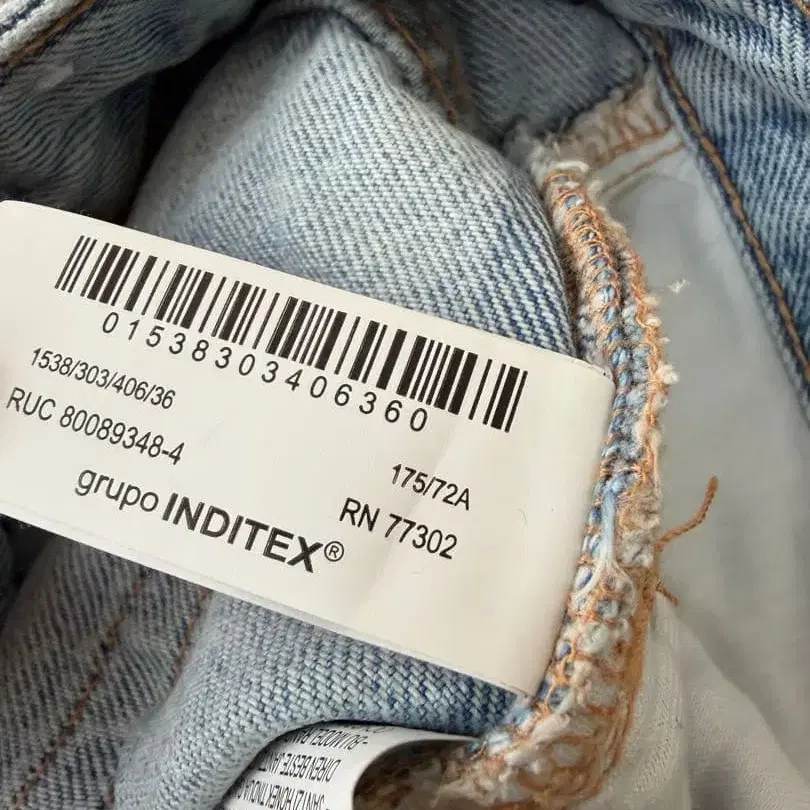 01538303406360
1538/303/406/36
RUC 80089348-4
175/72A
grupo INDITEX®
RN 77302